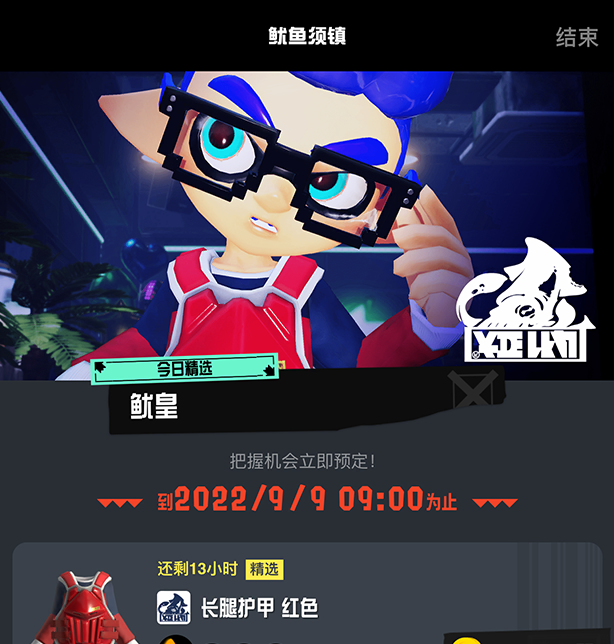 鱿鱼须镇
结束
今日精选
鱿皇
把握机会立即预定！
到2022/9/9 09:00为止
还剩13小时 精选
长腿护甲 红色